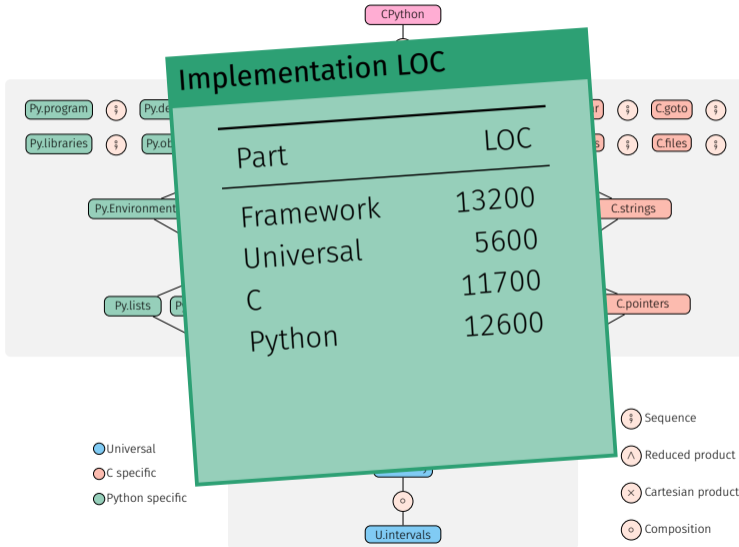 CPython
Implementation LOC
Part LOC
Framework 13200
Universal 5600
C 11700
Python 12600
Py.program
C.goto
Py.libraries
C.files
Py.Environment
C.strings
Py.lists
C.pointers
Universal
C specific
Python specific
Sequence
Reduced product
Cartesian product
Composition
U.intervals